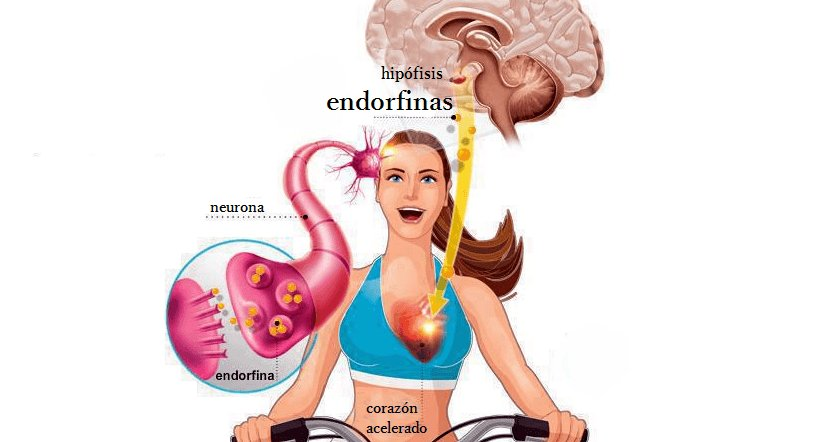 hipófisis
endorfinas
neurona
endorfina
corazón
acelerado